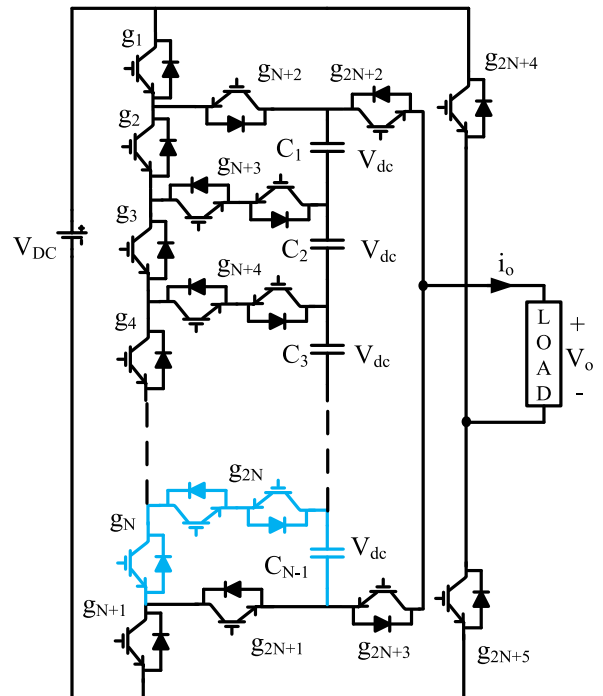 g1
gN+2
g2N+2
g2N+4
g2
C1
Vdc
gN+3
g3
VDC
C2
Vdc
gN+4
io
g4
C3
Vdc
LOAD
+
Vo
-
g2N
gN
Vdc
CN-1
gN+1
g2N+1
g2N+3
g2N+5